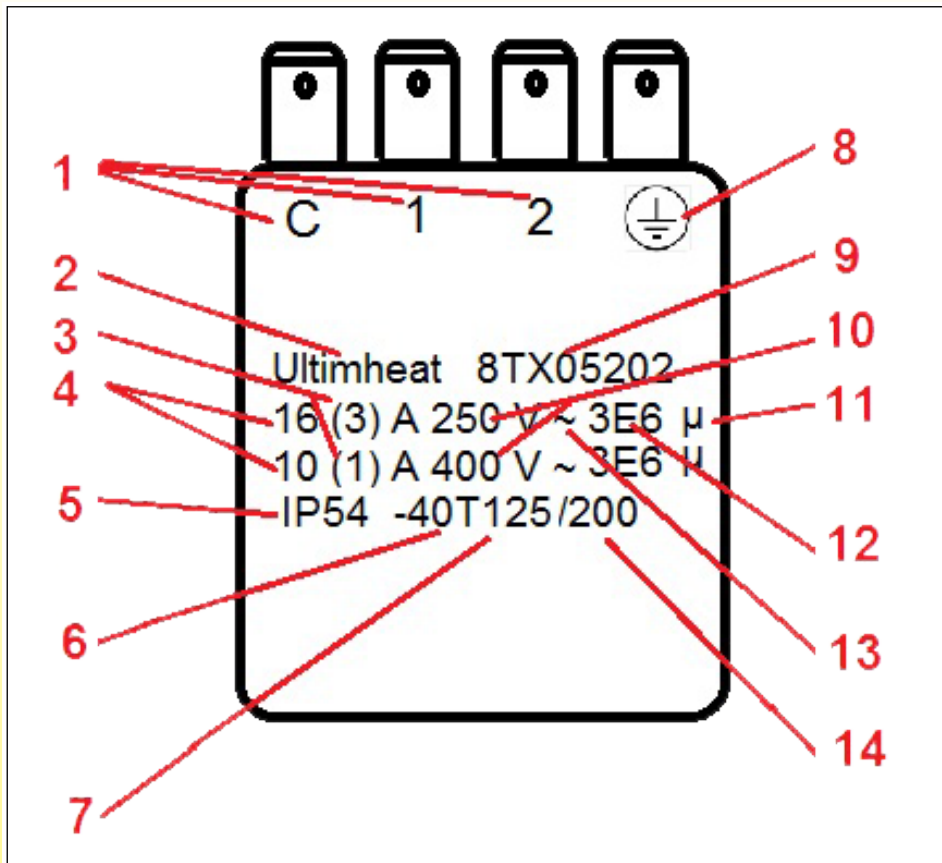 1 C 1 2 8
2 9
3 10
Ultimheat 8TX05202
4 16 (3) A 250 V ~ 3E6 µ 11
10 (1) A 400 V ~ 3E6 µ
5 IP54 -40T125/200
12
6 13
14
7